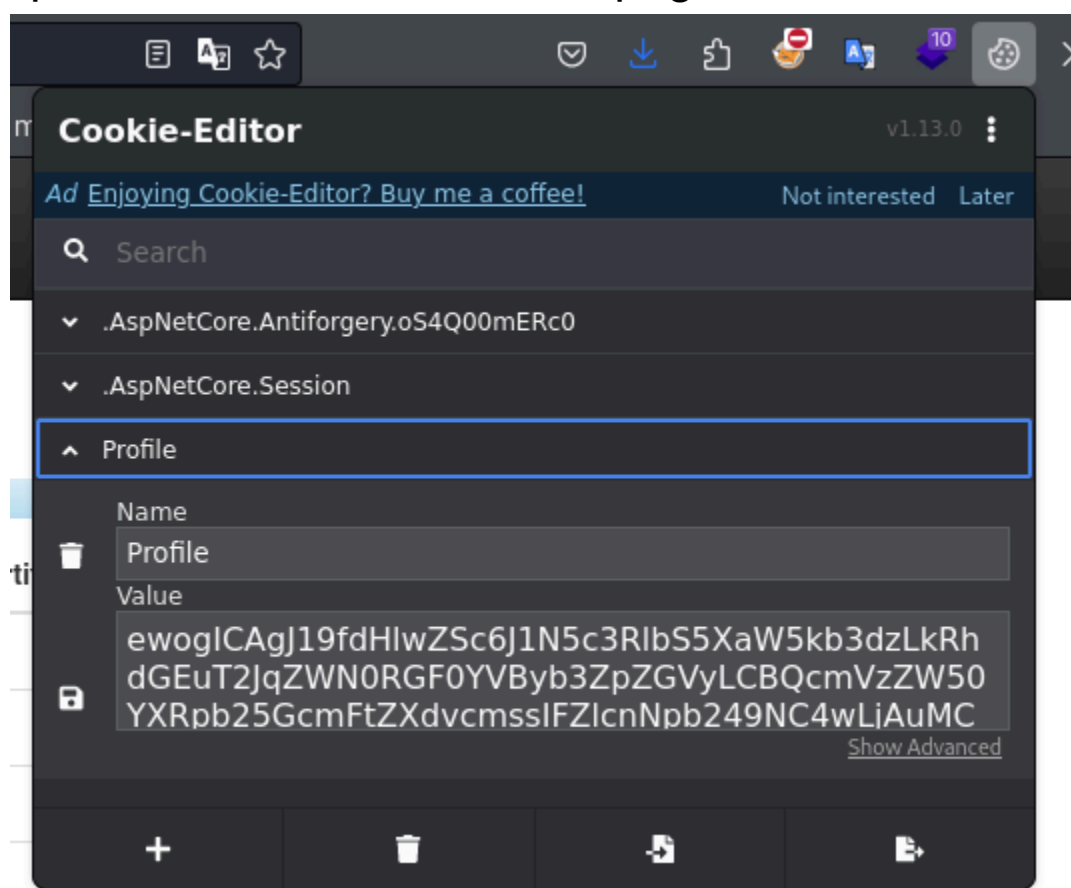 10
Cookie-Editor
v1.13.0
Ad Enjoying Cookie-Editor? Buy me a coffee!
Not interested
Later
Search
.AspNetCore.Antiforgery.oS4Q00mERc0
.AspNetCore.Session
Profile
Name
Profile
Value
ewogICAgJ19fdHlwZSc6J1N5c3RlbS5XaW5kb3dzLkRh
dGEuT2JqZWN0RGF0YVByb3ZpZGVyLCBQcmVzZW50
YXRpb25GcmFtZXdvcmssIFZlcnNpb249NC4wLjAuMC
Show Advanced